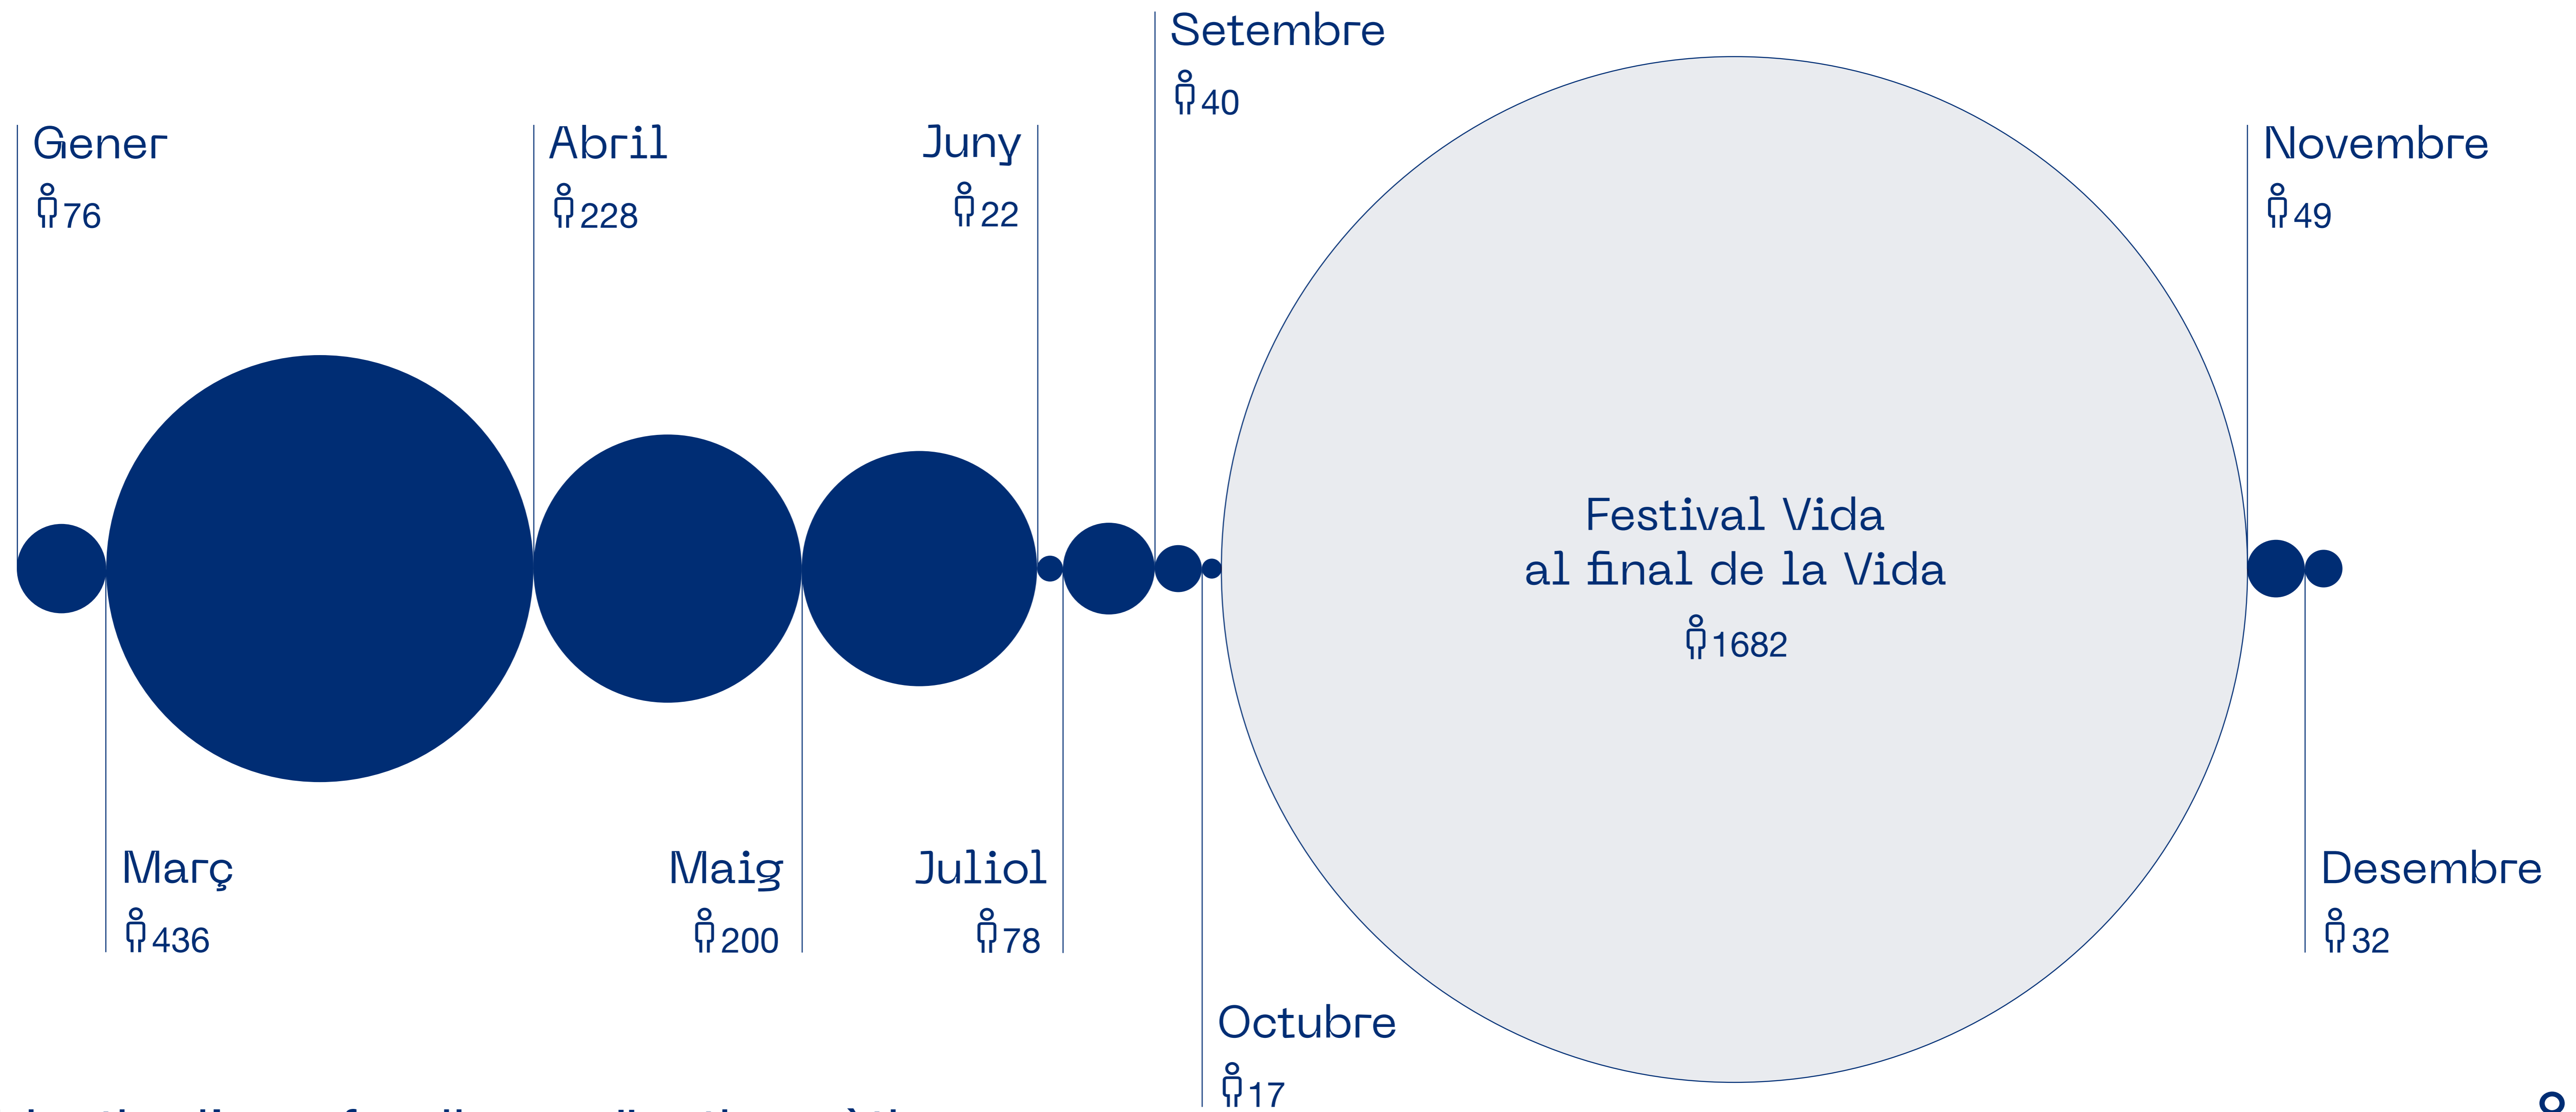 Setembre
40
Gener
76
Abril
228
Juny
22
Novembre
49
Festival Vida
al final de la Vida
1682
Març
436
Maig
200
Juliol
78
Desembre
32
Octubre
17